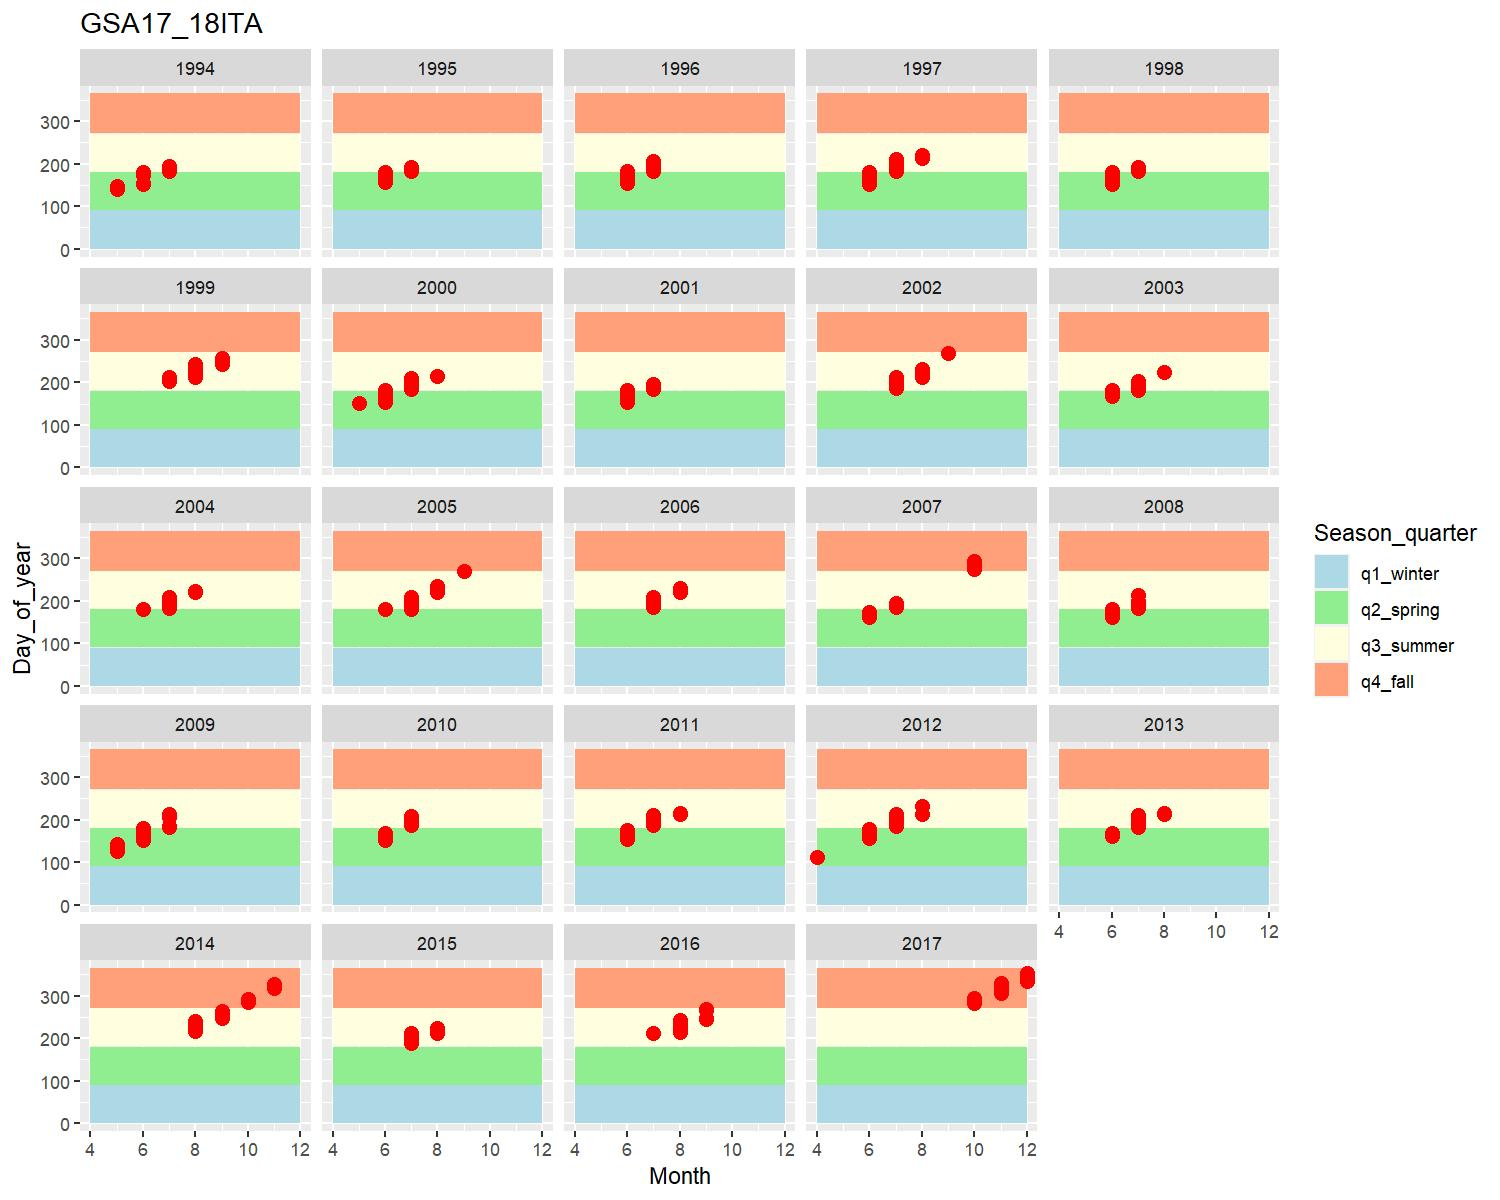 GSA17_18ITA
1994 1995 1996 1997 1998
300
200
100
0
1999 2000 2001 2002 2003
300
200
100
0
2004 2005 2006 2007 2008
300
200
100
0
2009 2010 2011 2012 2013
300
200
100
0
4 6 8 10 12
2014 2015 2016 2017
300
200
100
0
4 6 8 10 12 4 6 8 10 12 4 6 8 10 12 4 6 8 10 12
Month
Day_of_year
Season_quarter
q1_winter
q2_spring
q3_summer
q4_fall